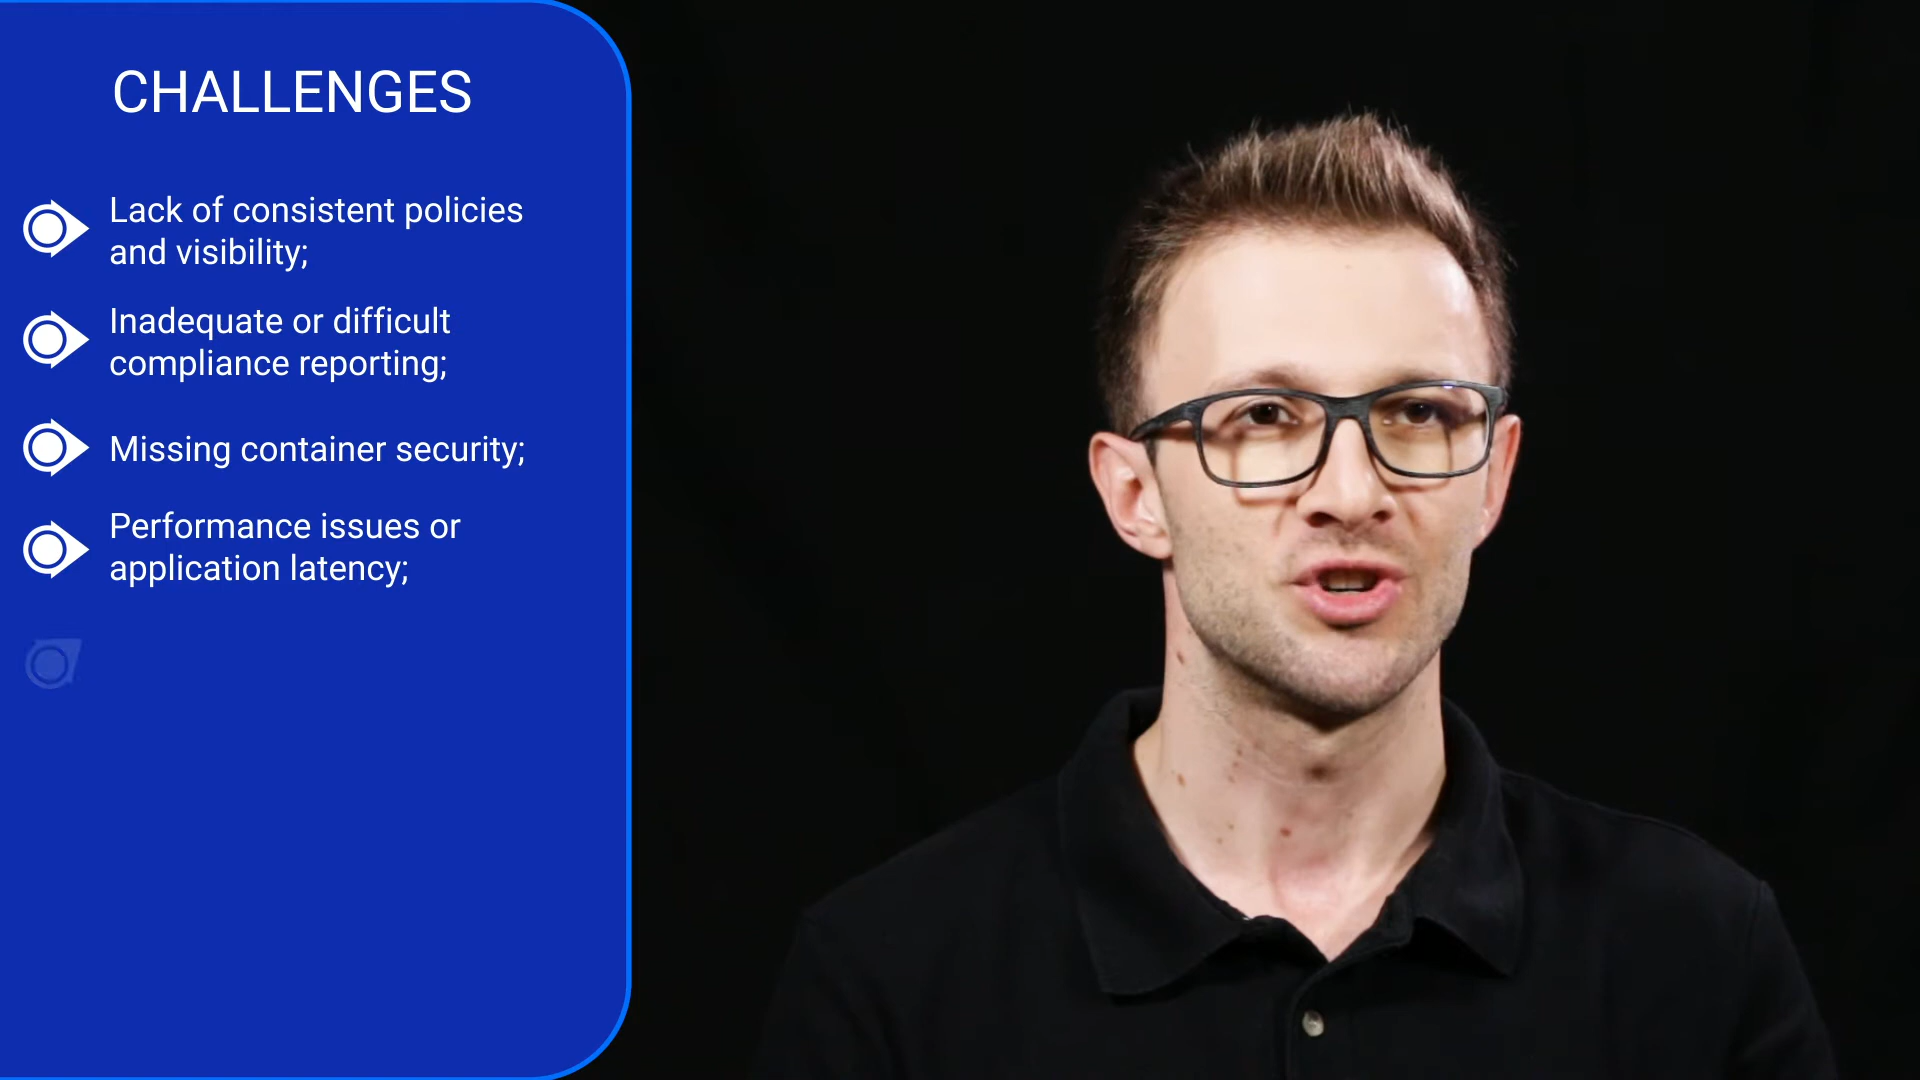 CHALLENGES
Lack of consistent policies
and visibility;
Inadequate or difficult
compliance reporting;
Missing container security;
Performance issues or
application latency;